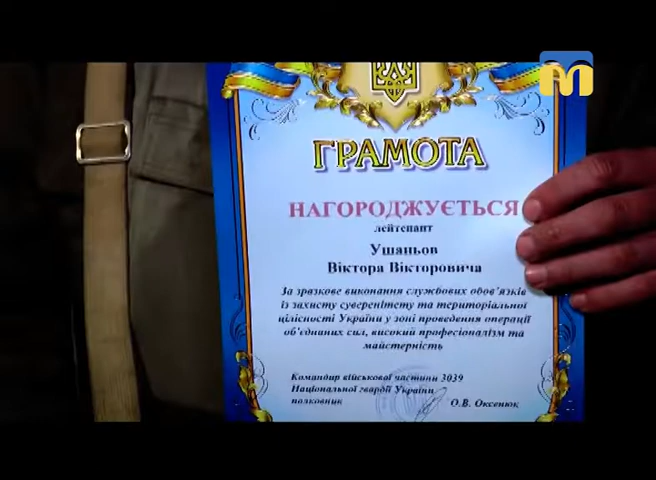 М
ГРАМОТА
НАГОРОДЖУЄТЬСЯ
лейтенант
Ушаньов
Віктора Вікторовича
За зразкове виконання службових обов'язків
із захисту суверенітету та територіальної
цілісності України у зоні проведення операції
об'єднаних сил, високий професіоналізм та
майстерність
Командир військової частини 3039
Національної гвардії України
полковник О.В. Оксенюк